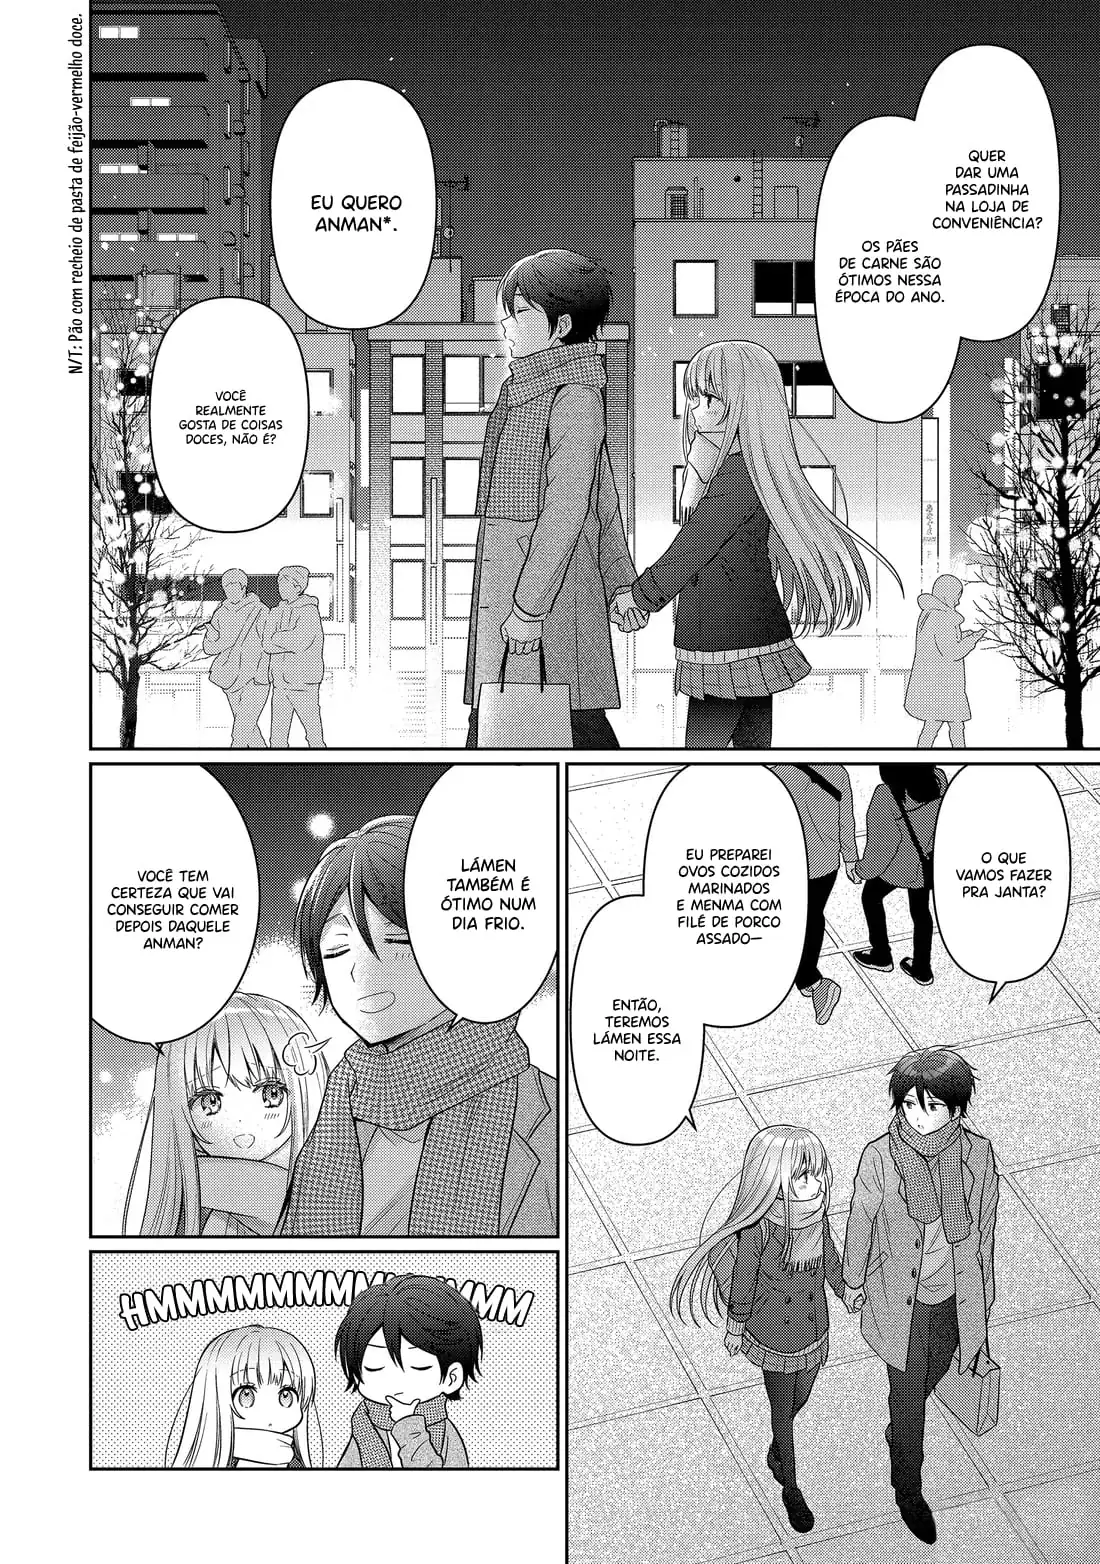 QUER
DAR UMA
PASSADINHA
NA LOJA DE
CONVENIÊNCIA?
OS PÃES
DE CARNE SÃO
ÓTIMOS NESSA
ÉPOCA DO ANO.
EU QUERO
ANMAN*.
VOCÊ
REALMENTE
GOSTA DE COISAS
DOCES, NÃO É?
N/T: Pão com recheio de pasta de feijão-vermelho doce.
O QUE
VAMOS FAZER
PRA JANTA?
EU PREPAREI
OVOS COZIDOS
MARINADOS
E MENMA COM
FILÉ DE PORCO
ASSADO—
ENTÃO,
TEREMOS
LÁMEN ESSA
NOITE.
LÁMEN
TAMBÉM É
ÓTIMO NUM
DIA FRIO.
VOCÊ TEM
CERTEZA QUE VAI
CONSEGUIR COMER
DEPOIS DAQUELE
ANMAN?